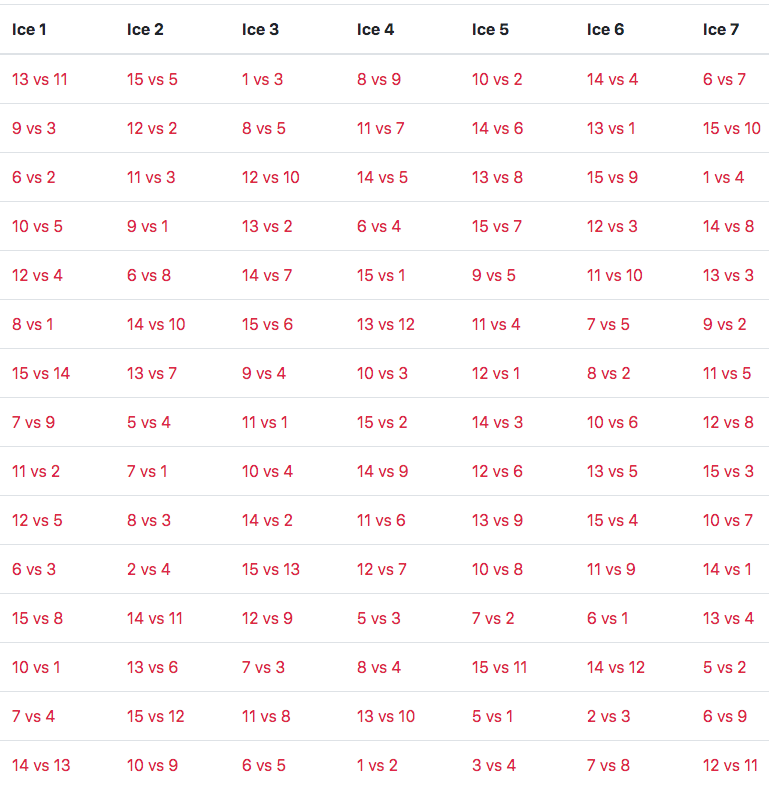 Ice 1 Ice 2 Ice 3 Ice 4 Ice 5 Ice 6 Ice 7
13 vs 11 15 vs 5 1 vs 3 8 vs 9 10 vs 2 14 vs 4 6 vs 7
9 vs 3 12 vs 2 8 vs 5 11 vs 7 14 vs 6 13 vs 1 15 vs 10
6 vs 2 11 vs 3 12 vs 10 14 vs 5 13 vs 8 15 vs 9 1 vs 4
10 vs 5 9 vs 1 13 vs 2 6 vs 4 15 vs 7 12 vs 3 14 vs 8
12 vs 4 6 vs 8 14 vs 7 15 vs 1 9 vs 5 11 vs 10 13 vs 3
8 vs 1 14 vs 10 15 vs 6 13 vs 12 11 vs 4 7 vs 5 9 vs 2
15 vs 14 13 vs 7 9 vs 4 10 vs 3 12 vs 1 8 vs 2 11 vs 5
7 vs 9 5 vs 4 11 vs 1 15 vs 2 14 vs 3 10 vs 6 12 vs 8
11 vs 2 7 vs 1 10 vs 4 14 vs 9 12 vs 6 13 vs 5 15 vs 3
12 vs 5 8 vs 3 14 vs 2 11 vs 6 13 vs 9 15 vs 4 10 vs 7
6 vs 3 2 vs 4 15 vs 13 12 vs 7 10 vs 8 11 vs 9 14 vs 1
15 vs 8 14 vs 11 12 vs 9 5 vs 3 7 vs 2 6 vs 1 13 vs 4
10 vs 1 13 vs 6 7 vs 3 8 vs 4 15 vs 11 14 vs 12 5 vs 2
7 vs 4 15 vs 12 11 vs 8 13 vs 10 5 vs 1 2 vs 3 6 vs 9
14 vs 13 10 vs 9 6 vs 5 1 vs 2 3 vs 4 7 vs 8 12 vs 11